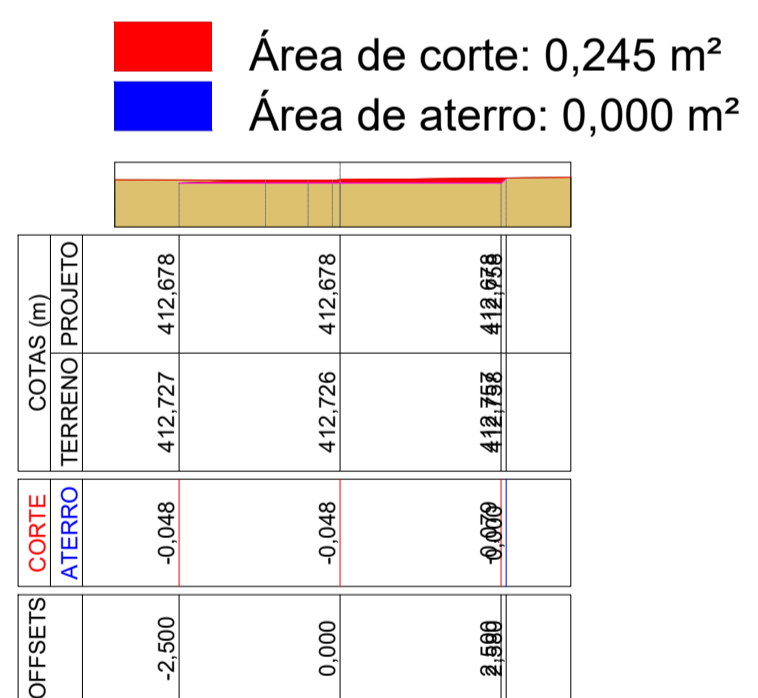 Área de corte: 0,245 m²
Área de aterro: 0,000 m²
COTAS (m)
PROJETO
412,678
412,678
TERRENO
412,727
412,726
CORTE
ATERRO
-0,048
-0,048
OFFSETS
-2,500
0,000